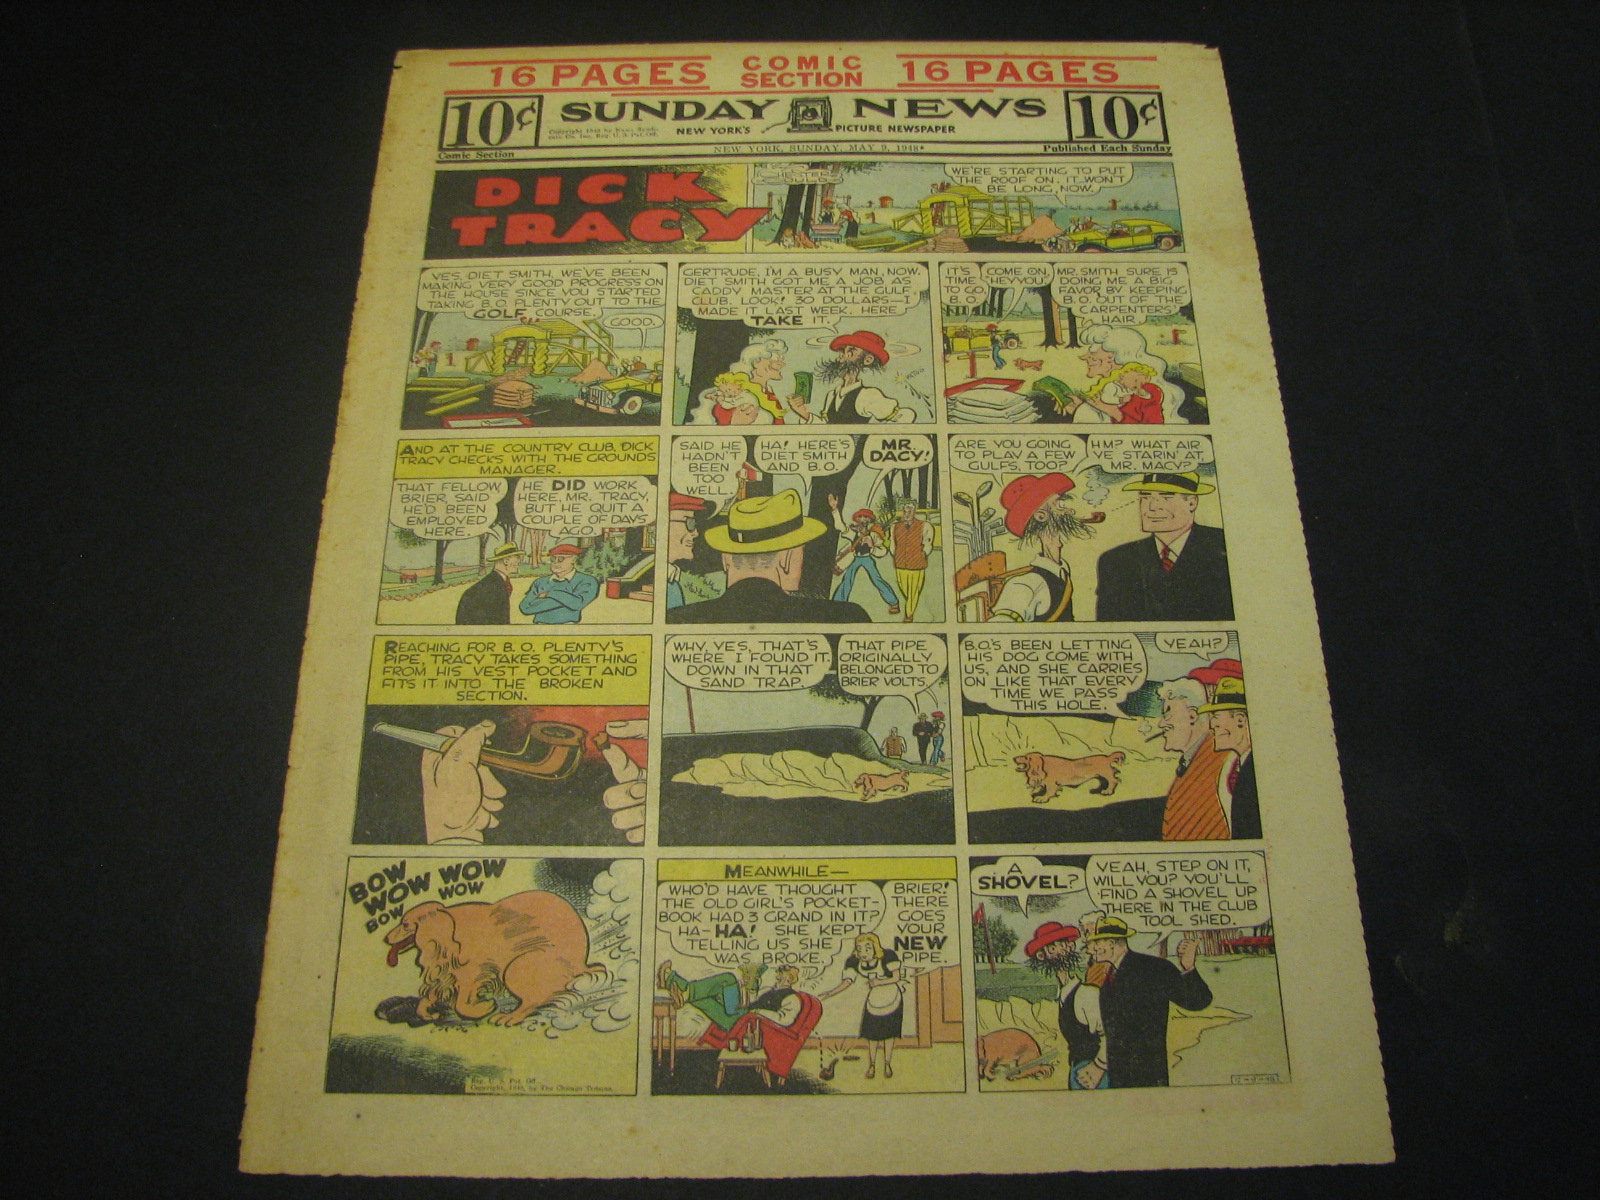 16 PAGES COMIC SECTION 16 PAGES
10¢ SUNDAY NEWS 10¢
NEW YORK'S PICTURE NEWSPAPER
Comic Section
NEW YORK, SUNDAY, MAY 9, 1948*
Published Each Sunday
DICK
TRACY
WE'RE STARTING TO PUT
THE ROOF ON. IT WON'T
BE LONG, NOW.
YES, DIET SMITH, WE'VE BEEN
MAKING VERY GOOD PROGRESS ON
THE HOUSE SINCE YOU STARTED
TAKING B.O. PLENTY OUT TO THE
GOLF COURSE.
GOOD.
GERTRUDE, I'M A BUSY MAN, NOW.
DIET SMITH GOT ME A JOB AS
CADDY MASTER AT THE GULF
CLUB. LOOK! 30 DOLLARS—I
MADE IT LAST WEEK. HERE
TAKE IT.
IT'S
TIME
TO GO,
B.O.
COME ON,
"HEYYOU".
MR. SMITH SURE IS
DOING ME A BIG
FAVOR BY KEEPING
B.O. OUT OF THE
CARPENTERS'
HAIR.
AND AT THE COUNTRY CLUB, DICK
TRACY CHECKS WITH THE GROUNDS
MANAGER.
THAT FELLOW,
BRIER, SAID
HE'D BEEN
EMPLOYED
HERE.
HE DID WORK
HERE, MR. TRACY,
BUT HE QUIT A
COUPLE OF DAYS
AGO.
SAID HE
HADN'T
BEEN
TOO
WELL.
HA! HERE'S
DIET SMITH
AND B.O.
MR.
DACY!
ARE YOU GOING
TO PLAY A FEW
GULFS, TOO?
HM? WHAT AIR
YE STARIN' AT,
MR. MACY?
REACHING FOR B. O. PLENTY'S
PIPE, TRACY TAKES SOMETHING
FROM HIS VEST POCKET AND
FITS IT INTO THE BROKEN
SECTION.
WHY, YES, THAT'S
WHERE I FOUND IT,
DOWN IN THAT
SAND TRAP.
THAT PIPE
ORIGINALLY
BELONGED TO
BRIER VOLTS.
B.O.'S BEEN LETTING
HIS DOG COME WITH
US, AND SHE CARRIES
ON LIKE THAT EVERY
TIME WE PASS
THIS HOLE.
YEAH?
BOW
WOW WOW
WOW
BOW
MEANWHILE—
WHO'D HAVE THOUGHT
THE OLD GIRL'S POCKET-
BOOK HAD 3 GRAND IN IT?
HA-HA! SHE KEPT
TELLING US SHE
WAS BROKE.
BRIER!
THERE
GOES
YOUR
NEW
PIPE.
A
SHOVEL?
YEAH, STEP ON IT,
WILL YOU? YOU'LL
FIND A SHOVEL UP
THERE IN THE CLUB
TOOL SHED.
Reg. U. S. Pat. Off.
Copyright, 1948, by The Chicago Tribune.